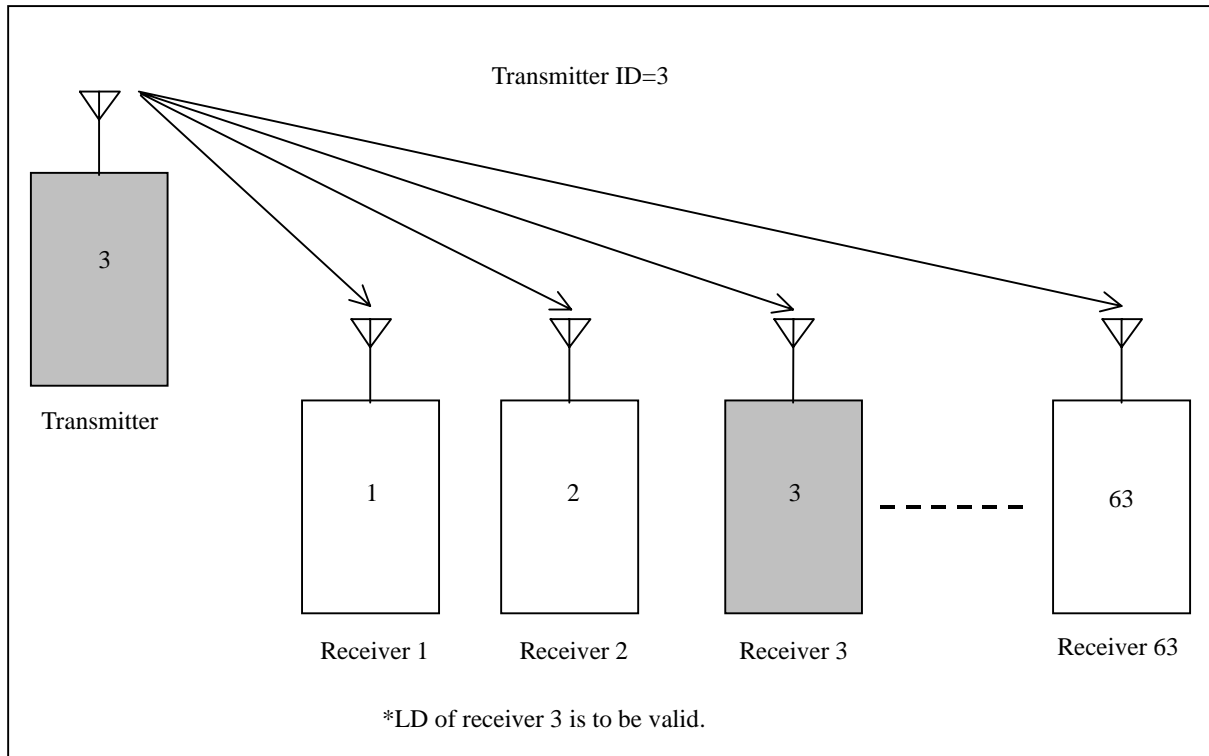 Transmitter ID=3
3
Transmitter
1
2
3
63
Receiver 1
Receiver 2
Receiver 3
Receiver 63
*LD of receiver 3 is to be valid.